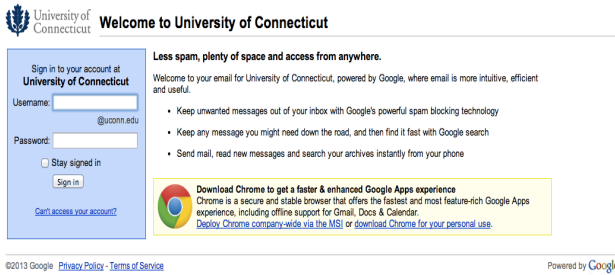 University of
Connecticut
Welcome to University of Connecticut
Sign in to your account at
University of Connecticut
Username:
@uconn.edu
Password:
Stay signed in
Sign in
Can't access your account?
Less spam, plenty of space and access from anywhere.
Welcome to your email for University of Connecticut, powered by Google, where email is more intuitive, efficient
and useful.
• Keep unwanted messages out of your inbox with Google's powerful spam blocking technology
• Keep any message you might need down the road, and then find it fast with Google search
• Send mail, read new messages and search your archives instantly from your phone
Download Chrome to get a faster & enhanced Google Apps experience
Chrome is a secure and stable browser that offers the fastest and most feature-rich Google Apps
experience, including offline support for Gmail, Docs & Calendar.
Deploy Chrome company-wide via the MSI or download Chrome for your personal use.
©2013 Google Privacy Policy - Terms of Service
Powered by Google